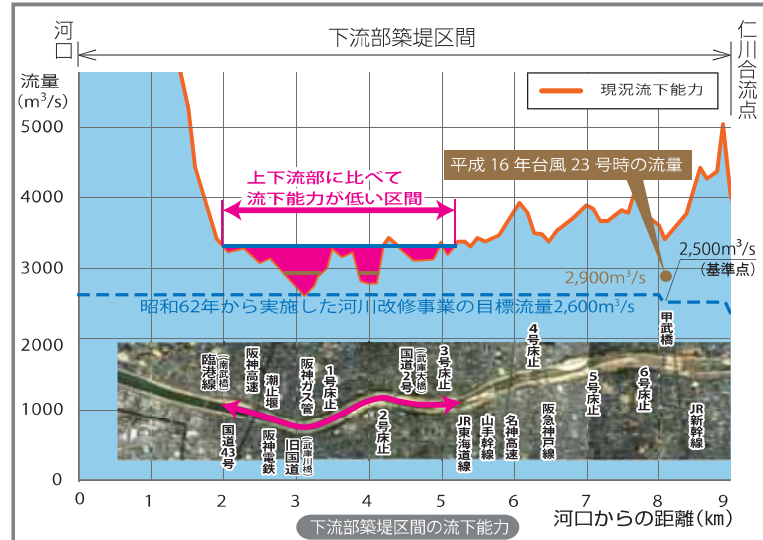 河口
下流部築堤区間
仁川合流点
流量
(m³/s)
現況流下能力
5000
4000
3000
2000
1000
0
平成16年台風23号時の流量
上下流部に比べて
流下能力が低い区間
2,500m³/s
(基準点)
2,900m³/s
昭和62年から実施した河川改修事業の目標流量2,600m³/s
甲武橋
臨港線
(南武橋)
国道43号
阪神高速
潮止堰
阪神電鉄
阪神ガス管
旧国道
(武庫川橋)
1号床止
2号床止
国道2号
(武庫大橋)
3号床止
JR東海道線
山手幹線
名神高速
4号床止
阪急神戸線
5号床止
6号床止
JR新幹線
0 1 2 3 4 5 6 7 8 9
河口からの距離(km)
下流部築堤区間の流下能力